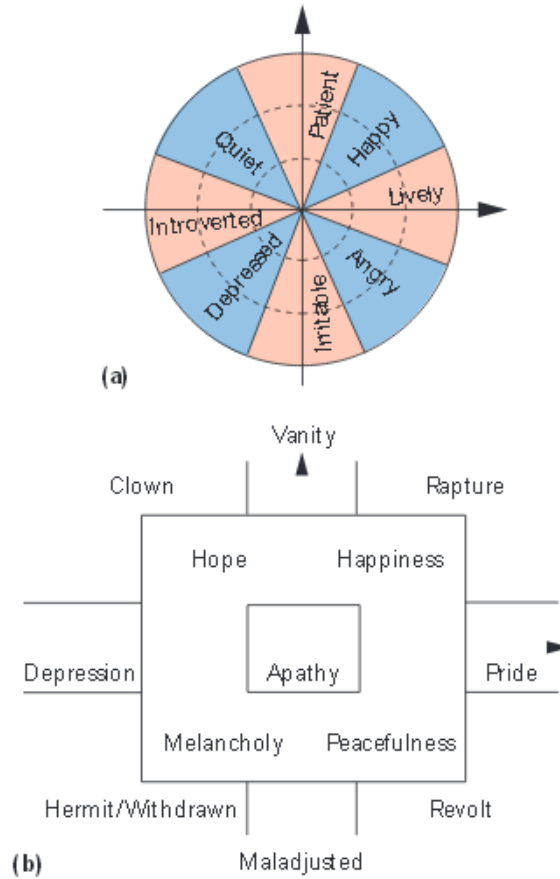 Patient
Happy
Quiet
Lively
Introverted
Depressed
Angry
Irritable
(a)
Vanity
Clown
Rapture
Hope
Happiness
Depression
Apathy
Pride
Melancholy
Peacefulness
Hermit/Withdrawn
Revolt
(b)
Maladjusted